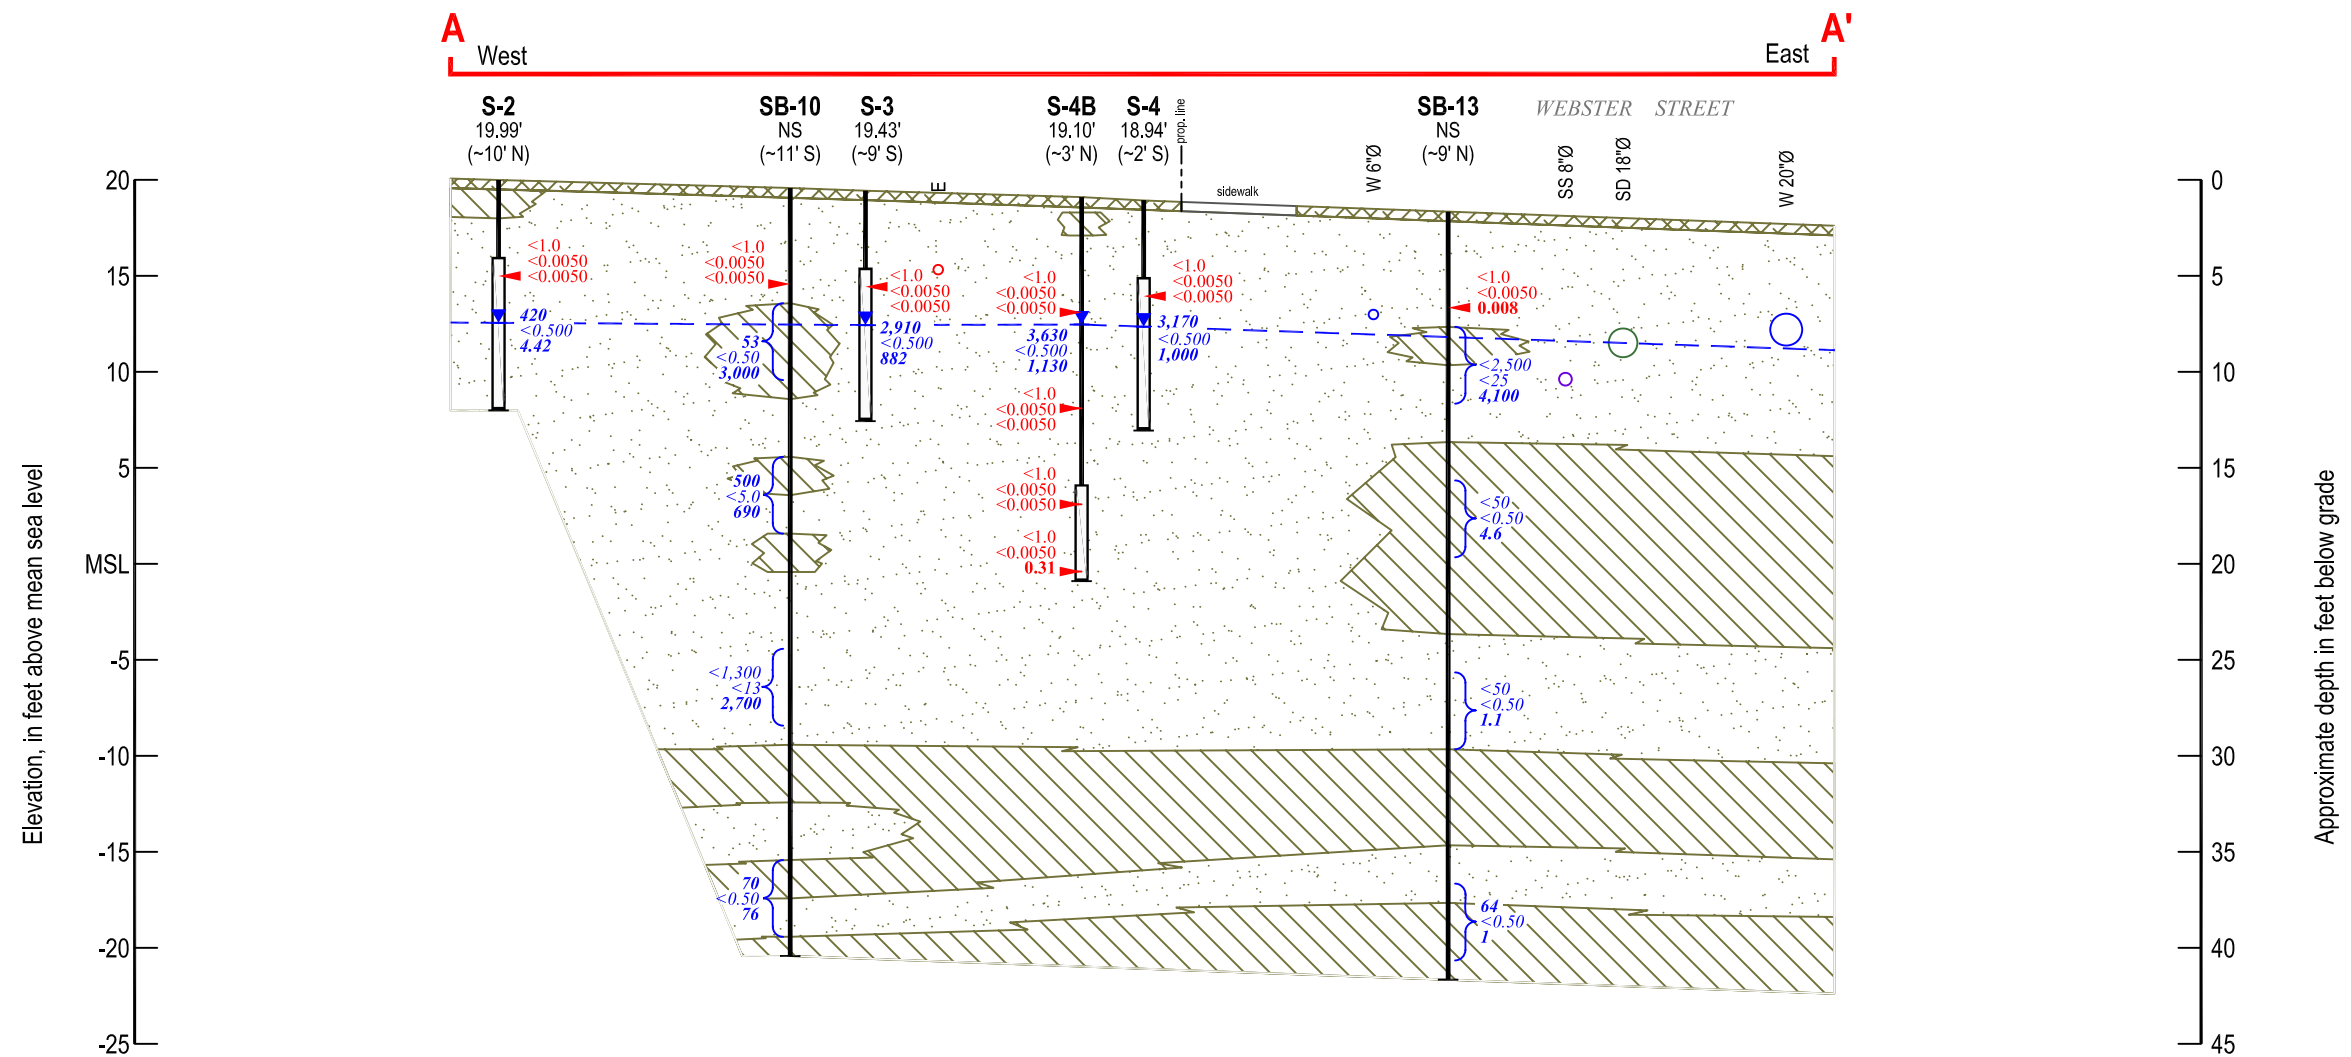 A
A'
West
East
S-2
19.99'
(~10' N)
SB-10
NS
(~11' S)
S-3
19.43'
(~9' S)
S-4B
19.10'
(~3' N)
S-4
18.94'
(~2' S)
prop. line
SB-13
NS
(~9' N)
WEBSTER STREET
E
sidewalk
W 6"Ø
SS 8"Ø
SD 18"Ø
W 20"Ø
Elevation, in feet above mean sea level
20
15
10
5
MSL
-5
-10
-15
-20
-25
<1.0
<0.0050
<0.0050
420
<0.500
4.42
<1.0
<0.0050
<0.0050
53
<0.50
3,000
500
<5.0
690
<1,300
<13
2,700
70
<0.50
76
<1.0
<0.0050
<0.0050
2,910
<0.500
882
<1.0
<0.0050
<0.0050
3,630
<0.500
1,130
<1.0
<0.0050
<0.0050
<1.0
<0.0050
<0.0050
<1.0
<0.0050
0.31
<1.0
<0.0050
<0.0050
3,170
<0.500
1,000
<1.0
<0.0050
0.008
<2,500
<25
4,100
<50
<0.50
4.6
<50
<0.50
1.1
64
<0.50
1
0
5
10
15
20
25
30
35
40
45
Approximate depth in feet below grade